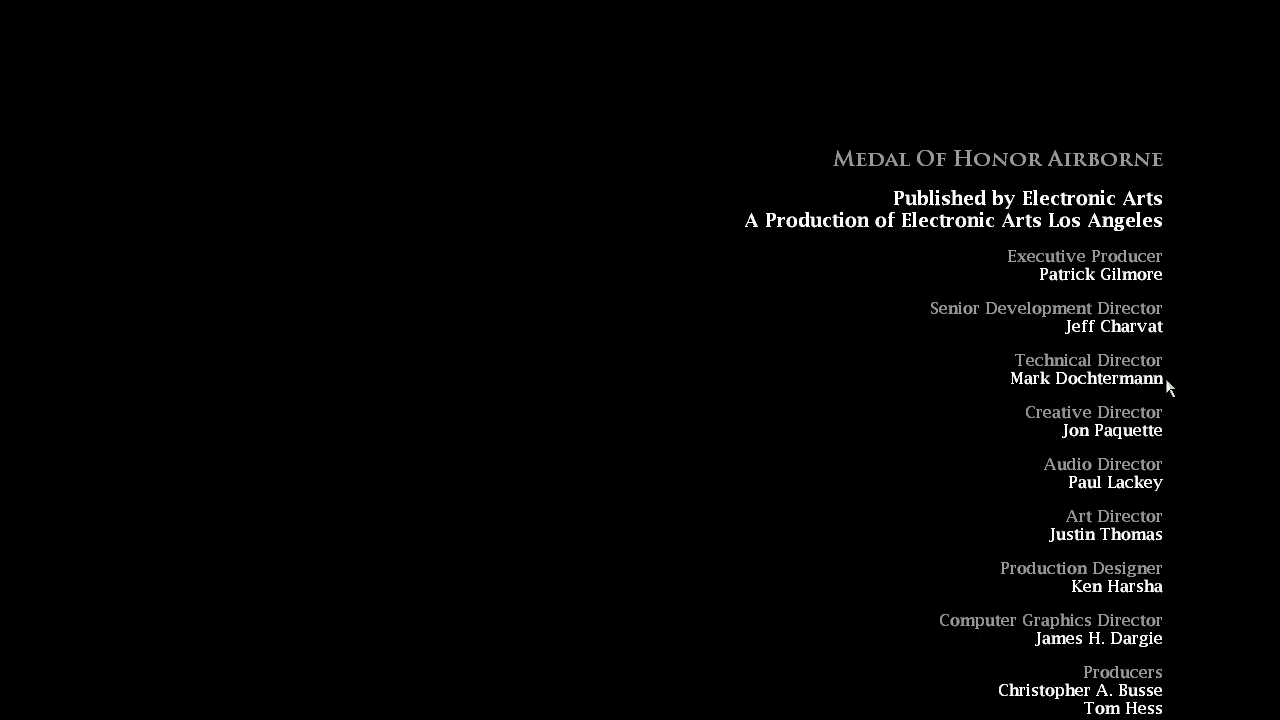 Medal Of Honor Airborne
Published by Electronic Arts
A Production of Electronic Arts Los Angeles
Executive Producer
Patrick Gilmore
Senior Development Director
Jeff Charvat
Technical Director
Mark Dochtermann
Creative Director
Jon Paquette
Audio Director
Paul Lackey
Art Director
Justin Thomas
Production Designer
Ken Harsha
Computer Graphics Director
James H. Dargie
Producers
Christopher A. Busse
Tom Hess